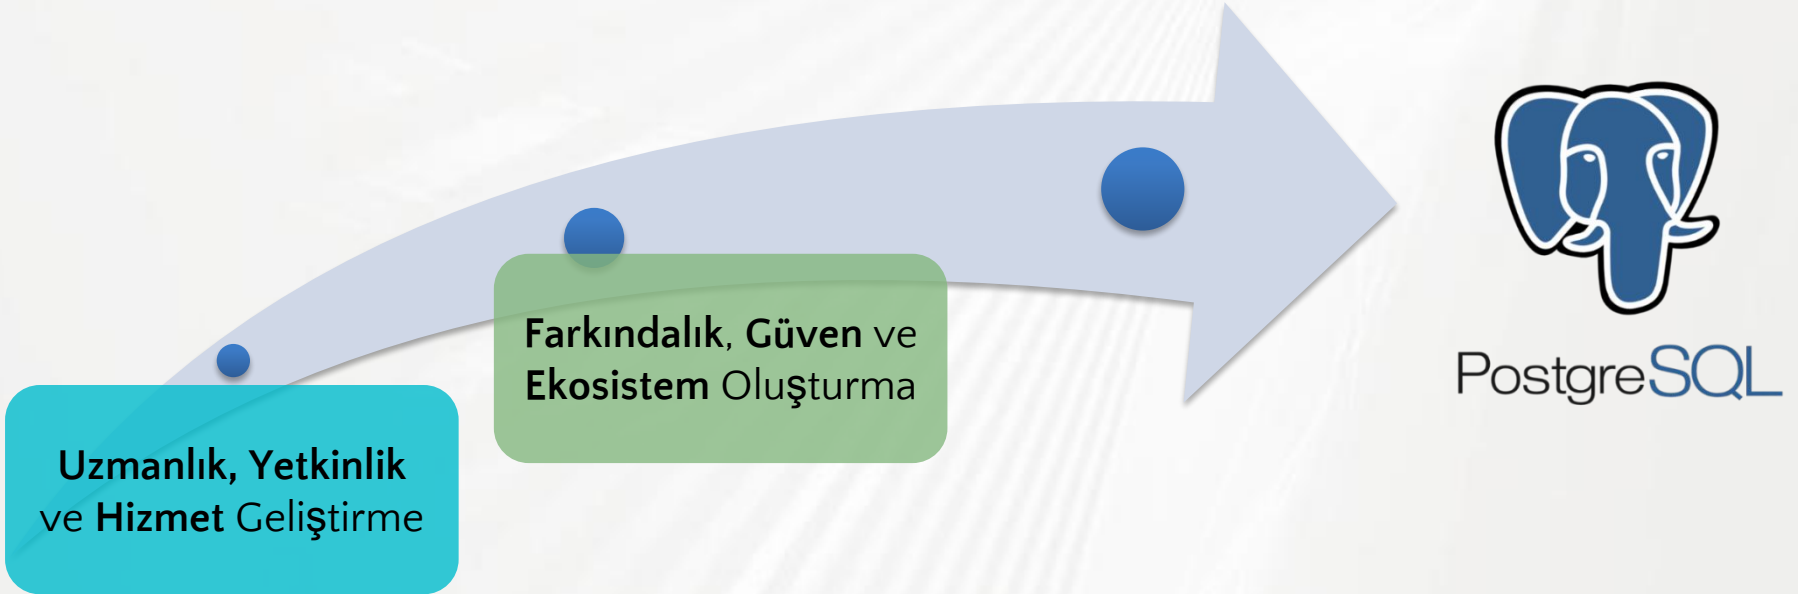 Uzmanlık, Yetkinlik
ve Hizmet Geliştirme
Farkındalık, Güven ve
Ekosistem Oluşturma
PostgreSQL